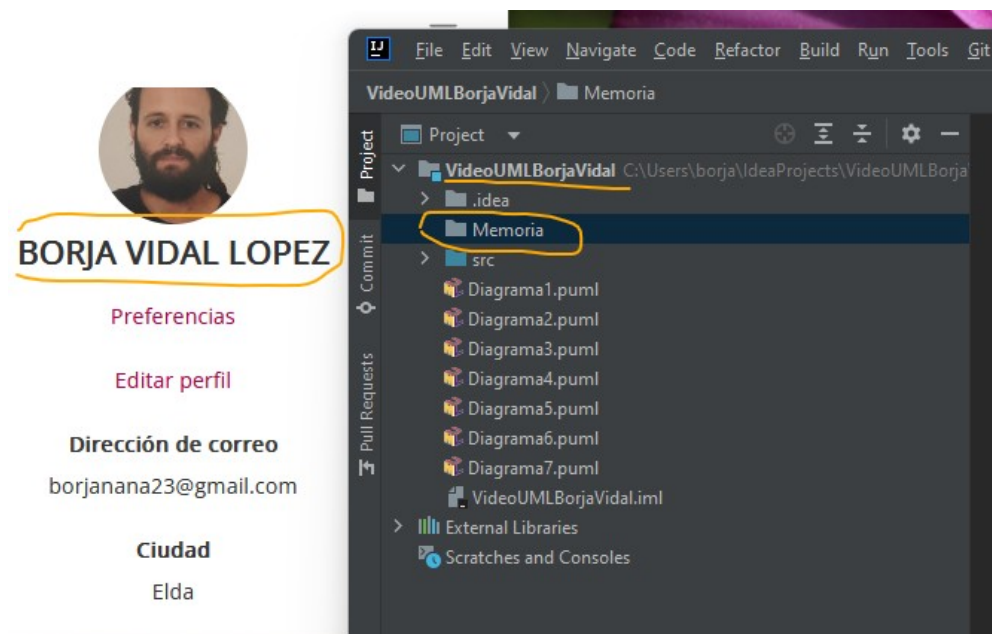 BORJA VIDAL LOPEZ
Preferencias
Editar perfil
Dirección de correo
borjanana23@gmail.com
Ciudad
Elda
IJ File Edit View Navigate Code Refactor Build Run Tools Git
VideoUMLBorjaVidal Memoria
Project
VideoUMLBorjaVidal C:\Users\borja\IdeaProjects\VideoUMLBorja
.idea
Memoria
src
Diagrama1.puml
Diagrama2.puml
Diagrama3.puml
Diagrama4.puml
Diagrama5.puml
Diagrama6.puml
Diagrama7.puml
VideoUMLBorjaVidal.iml
External Libraries
Scratches and Consoles
Project
Commit
Pull Requests